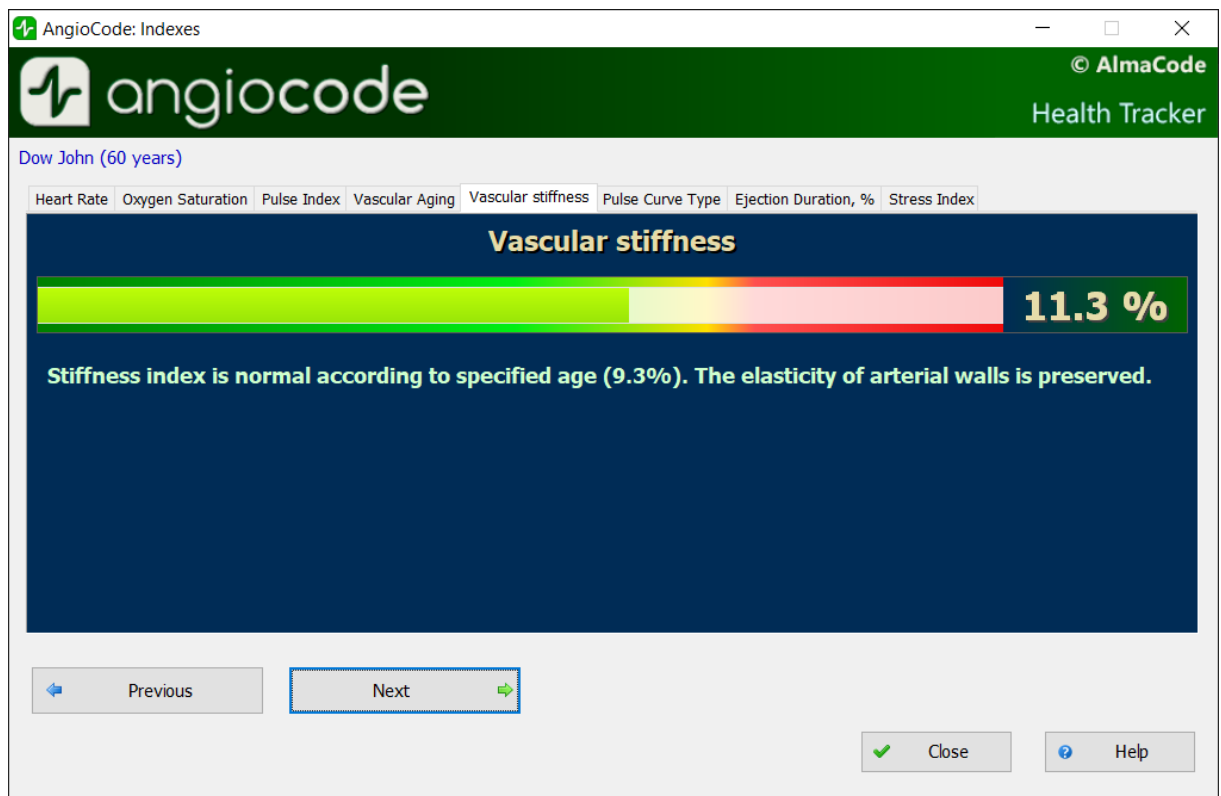 AngioCode: Indexes
angiocode
© AlmaCode
Health Tracker
Dow John (60 years)
Heart Rate Oxygen Saturation Pulse Index Vascular Aging Vascular stiffness Pulse Curve Type Ejection Duration, % Stress Index
Vascular stiffness
11.3 %
Stiffness index is normal according to specified age (9.3%). The elasticity of arterial walls is preserved.
Previous Next
Close Help